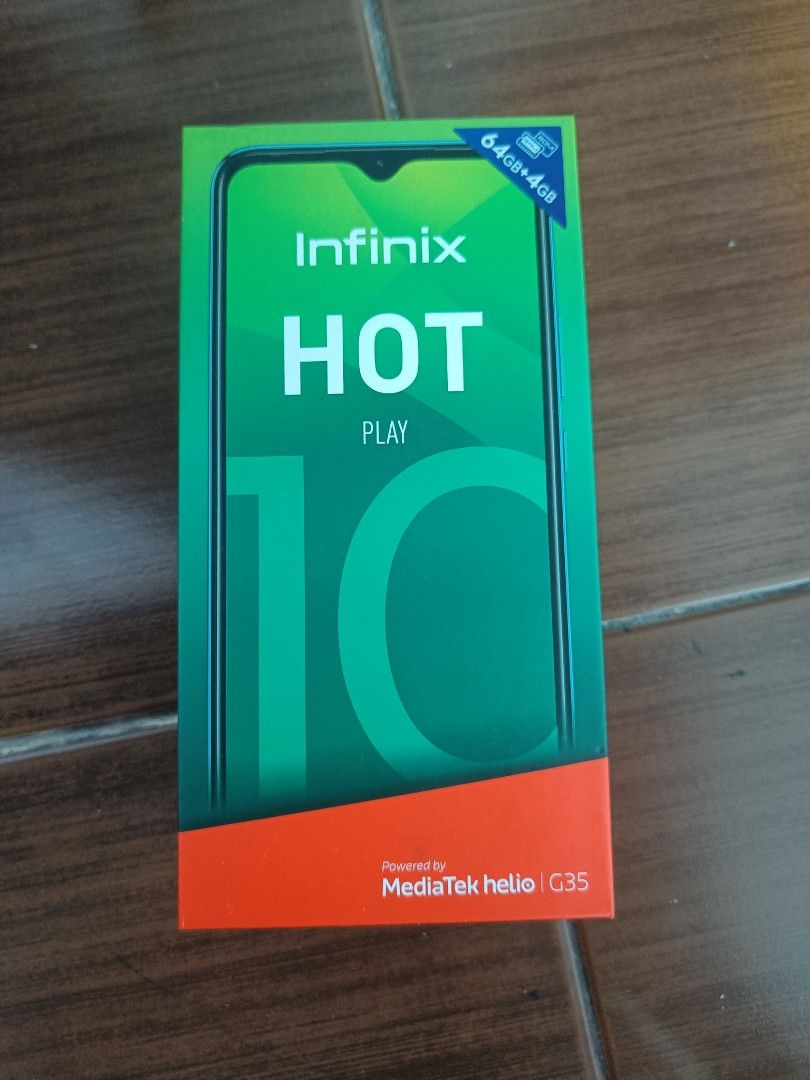 64GB+4GB
Infinix
HOT
PLAY
10
Powered by
MediaTek helio | G35